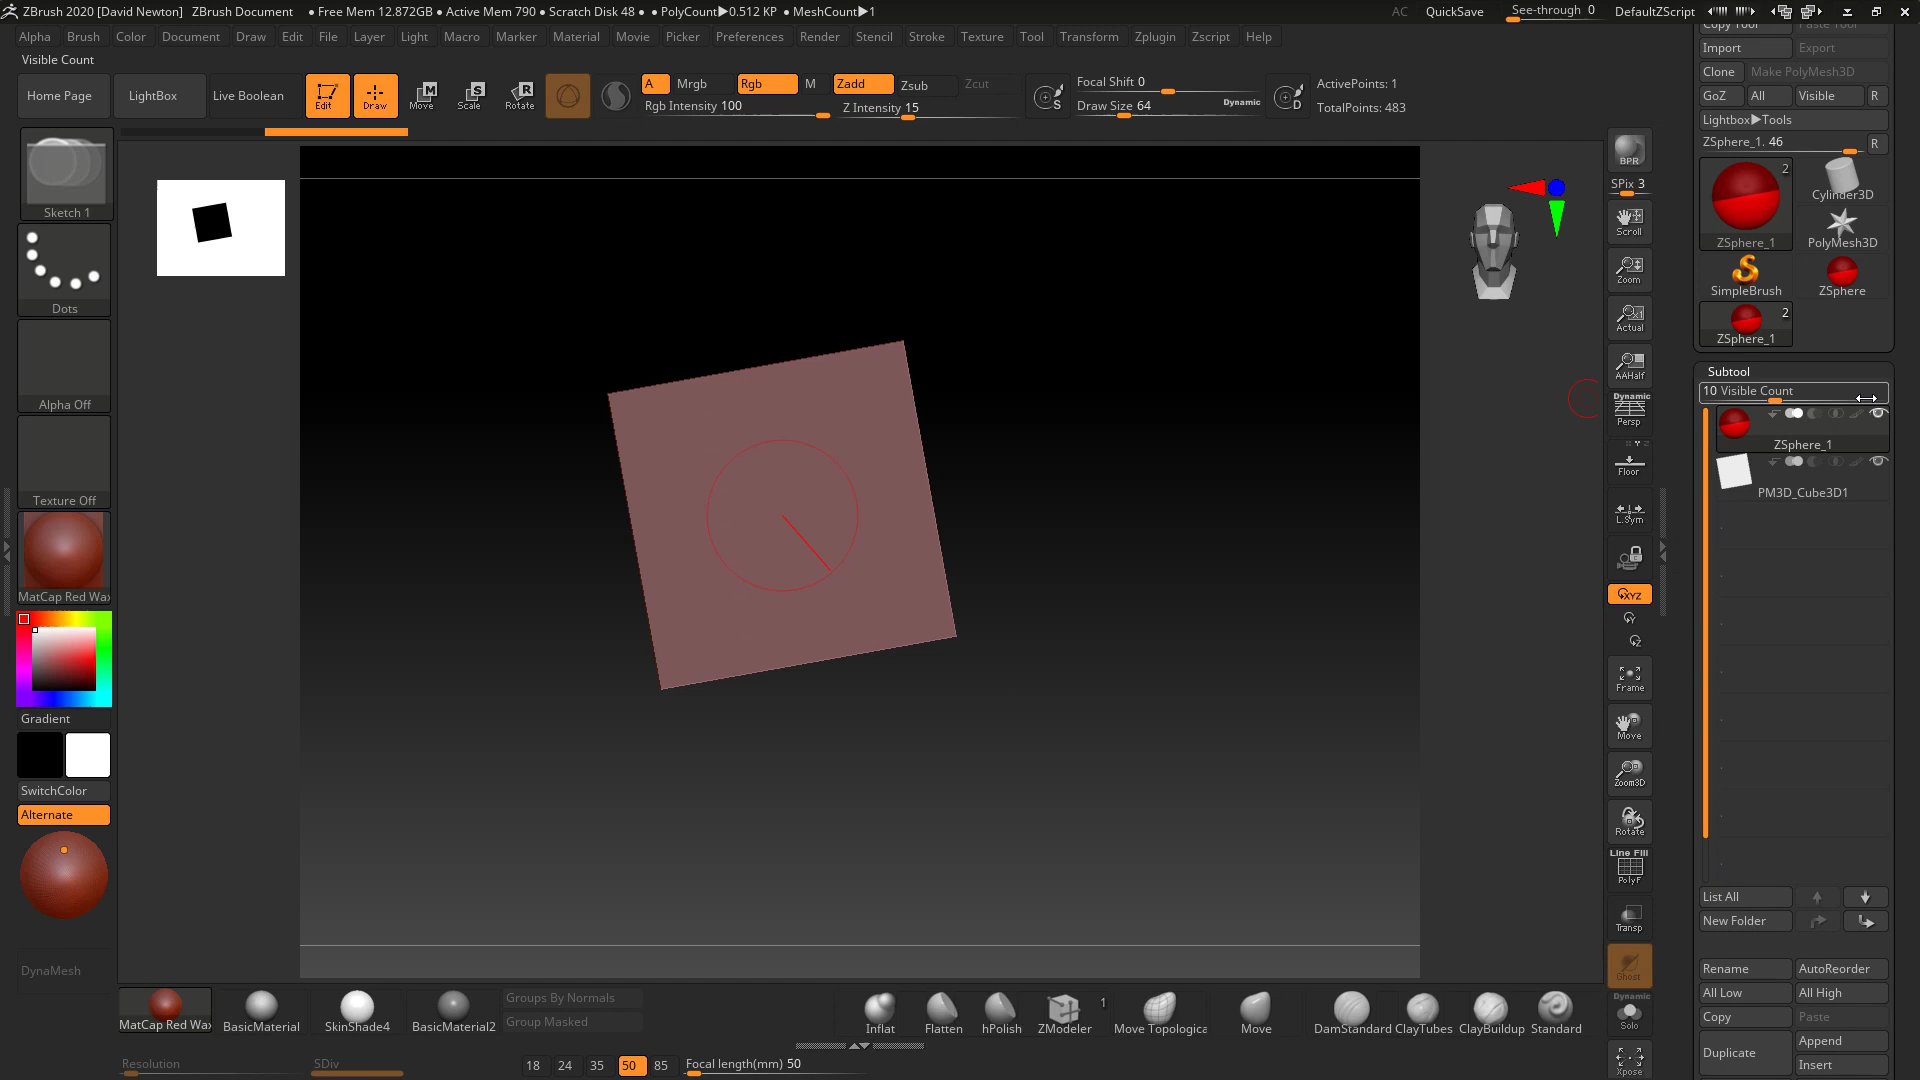 ZBrush 2020 [David Newton] ZBrush Document • Free Mem 12.872GB • Active Mem 790 • Scratch Disk 48 • • PolyCount▶0.512 KP • MeshCount▶1 AC QuickSave See-through 0 DefaultZScript
Alpha Brush Color Document Draw Edit File Layer Light Macro Marker Material Movie Picker Preferences Render Stencil Stroke Texture Tool Transform Zplugin Zscript Help
Visible Count
Home Page LightBox Live Boolean Edit Draw Move Scale Rotate
A Mrgb Rgb M Zadd Zsub Zcut
Rgb Intensity 100 Z Intensity 15
S
Focal Shift 0
Draw Size 64 Dynamic
D
ActivePoints: 1
TotalPoints: 483
Sketch 1
Dots
Alpha Off
Texture Off
MatCap Red Wax
Gradient
SwitchColor
Alternate
DynaMesh
BPR
SPix 3
Scroll
Zoom
Actual
AAHalf
Dynamic
Persp
Floor
L.Sym
XYZ
Y
Z
Frame
Move
Zoom3D
Rotate
Line Fill
PolyF
Transp
Ghost
Dynamic
Solo
Xpose
Copy Tool Paste Tool
Import Export
Clone Make PolyMesh3D
GoZ All Visible R
Lightbox▶Tools
ZSphere_1. 46 R
2
ZSphere_1
Cylinder3D
PolyMesh3D
SimpleBrush ZSphere
2
ZSphere_1
Subtool
10 Visible Count
ZSphere_1
PM3D_Cube3D1
List All
New Folder
Rename AutoReorder
All Low All High
Copy Paste
Duplicate Append
Insert
MatCap Red Wax BasicMaterial SkinShade4 BasicMaterial2
Groups By Normals
Group Masked
Inflat Flatten hPolish ZModeler 1 Move Topologica Move DamStandard ClayTubes ClayBuildup Standard
Resolution SDiv 18 24 35 50 85 Focal length(mm) 50